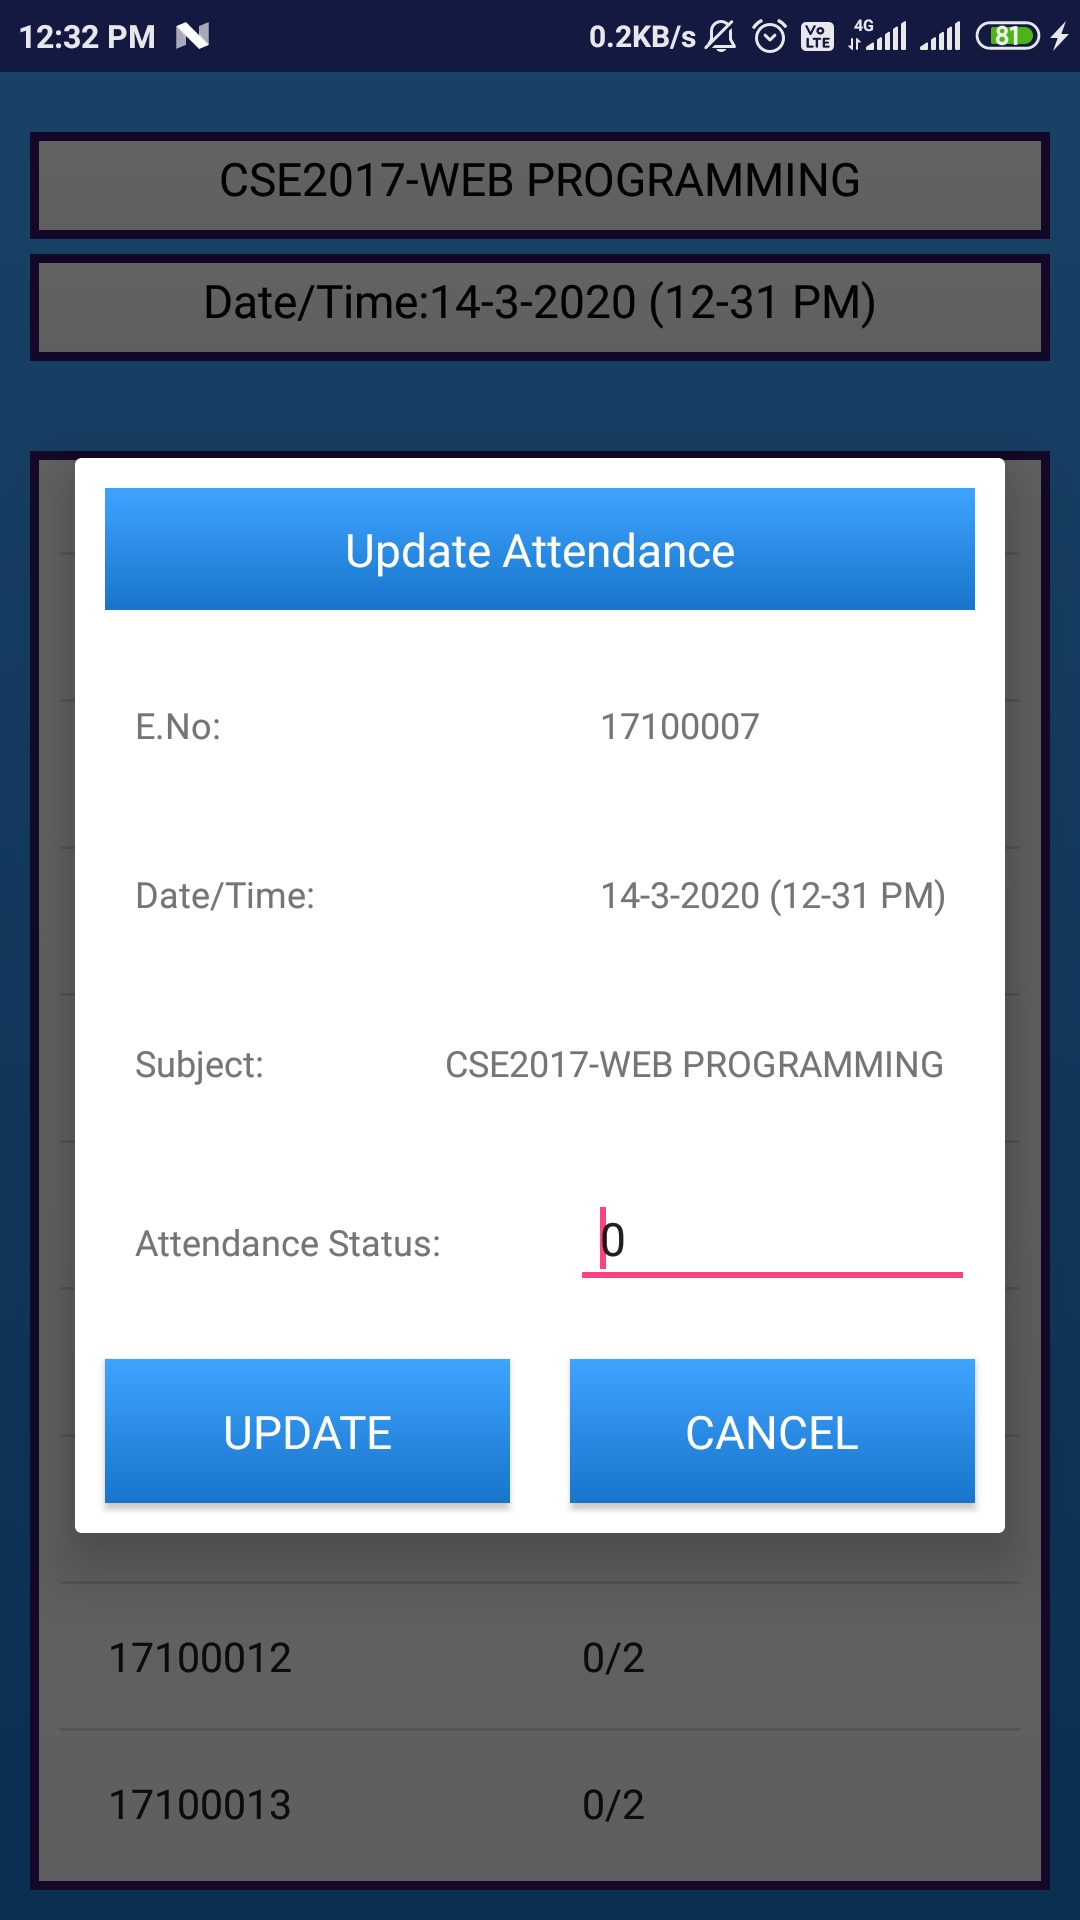 12:32 PM 0.2KB/s VoLTE 4G 81
CSE2017-WEB PROGRAMMING
Date/Time:14-3-2020 (12-31 PM)
Update Attendance
E.No: 17100007
Date/Time: 14-3-2020 (12-31 PM)
Subject: CSE2017-WEB PROGRAMMING
Attendance Status: 0
UPDATE CANCEL
17100012 0/2
17100013 0/2